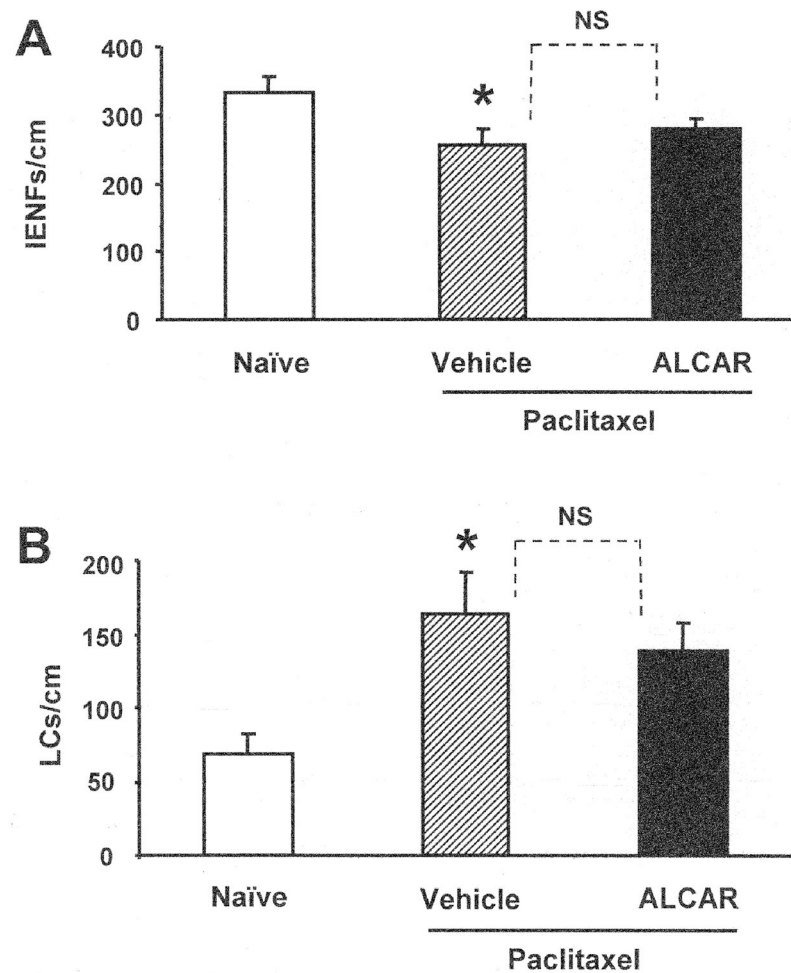 A
NS
400
300
200
100
0
IENFs/cm
*
Naïve Vehicle ALCAR
Paclitaxel
B
NS
200
150
100
50
0
LCs/cm
*
Naïve Vehicle ALCAR
Paclitaxel